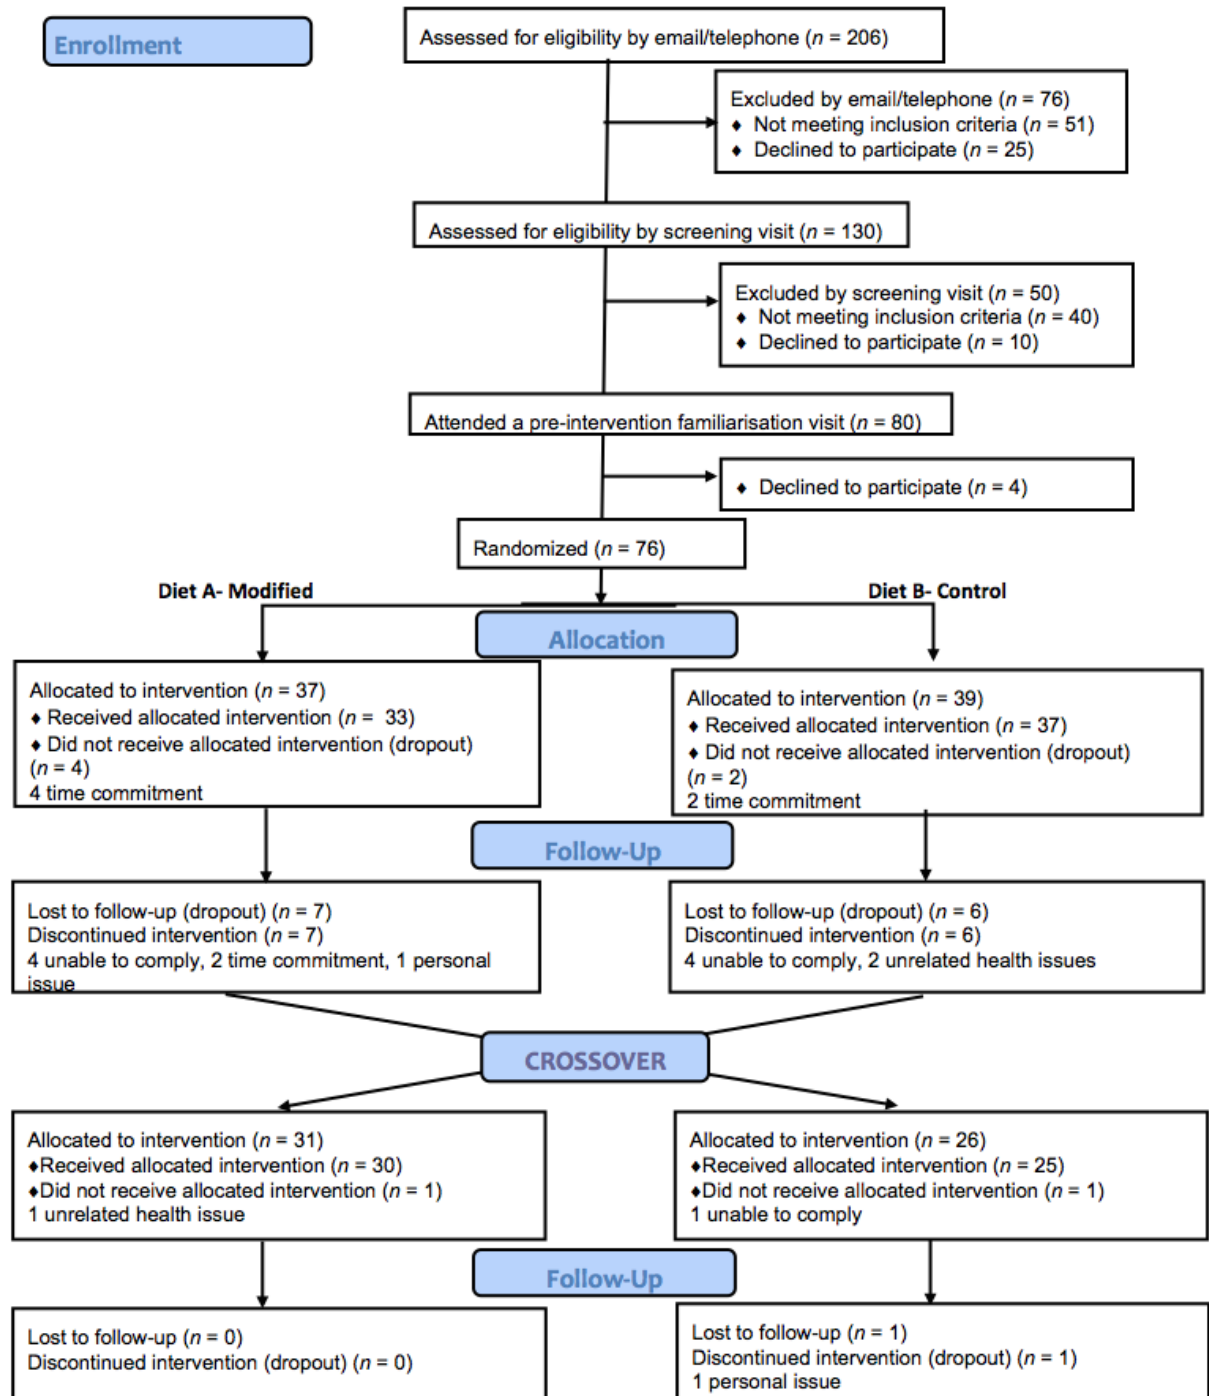 Enrollment
Assessed for eligibility by email/telephone (n = 206)
Excluded by email/telephone (n = 76)
♦ Not meeting inclusion criteria (n = 51)
♦ Declined to participate (n = 25)
Assessed for eligibility by screening visit (n = 130)
Excluded by screening visit (n = 50)
♦ Not meeting inclusion criteria (n = 40)
♦ Declined to participate (n = 10)
Attended a pre-intervention familiarisation visit (n = 80)
♦ Declined to participate (n = 4)
Randomized (n = 76)
Diet A- Modified
Diet B- Control
Allocation
Allocated to intervention (n = 37)
♦ Received allocated intervention (n = 33)
♦ Did not receive allocated intervention (dropout)
(n = 4)
4 time commitment
Allocated to intervention (n = 39)
♦ Received allocated intervention (n = 37)
♦ Did not receive allocated intervention (dropout)
(n = 2)
2 time commitment
Follow-Up
Lost to follow-up (dropout) (n = 7)
Discontinued intervention (n = 7)
4 unable to comply, 2 time commitment, 1 personal
issue
Lost to follow-up (dropout) (n = 6)
Discontinued intervention (n = 6)
4 unable to comply, 2 unrelated health issues
CROSSOVER
Allocated to intervention (n = 31)
♦Received allocated intervention (n = 30)
♦Did not receive allocated intervention (n = 1)
1 unrelated health issue
Allocated to intervention (n = 26)
♦Received allocated intervention (n = 25)
♦Did not receive allocated intervention (n = 1)
1 unable to comply
Follow-Up
Lost to follow-up (n = 0)
Discontinued intervention (dropout) (n = 0)
Lost to follow-up (n = 1)
Discontinued intervention (dropout) (n = 1)
1 personal issue